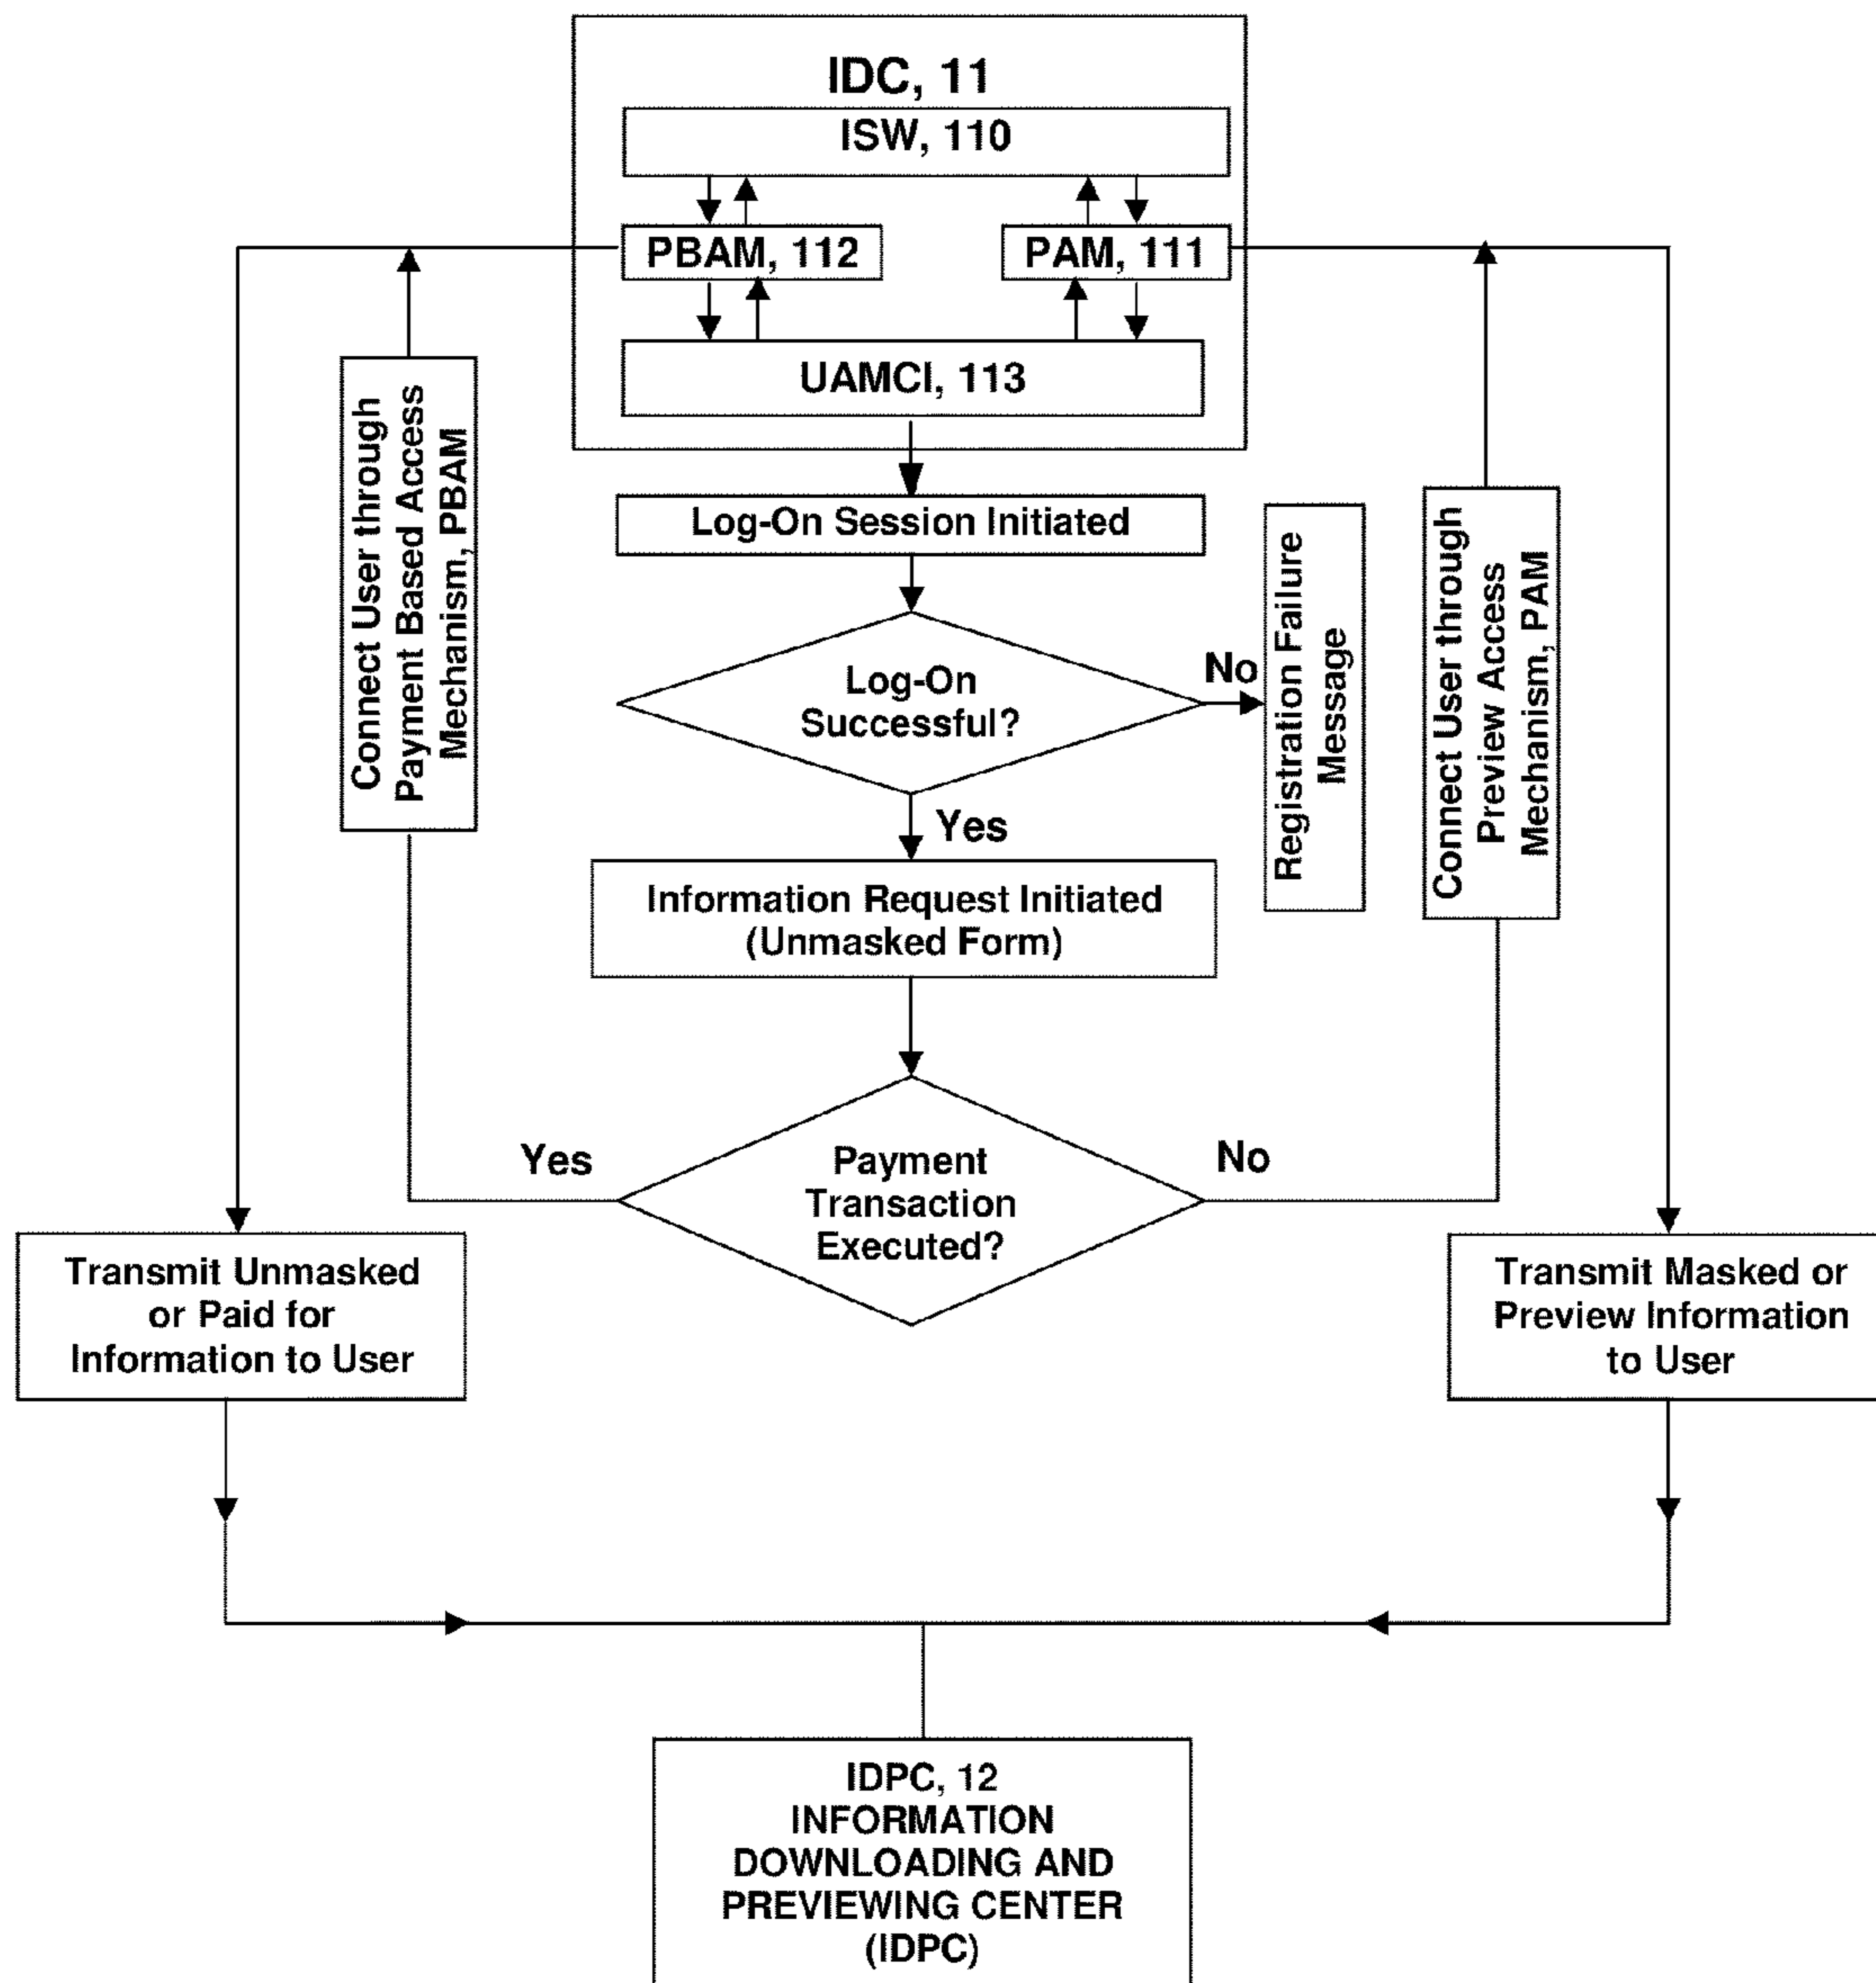 IDC, 11
ISW, 110
PBAM, 112
PAM, 111
UAMCI, 113
Connect User through
Payment Based Access
Mechanism, PBAM
Log-On Session Initiated
Registration Failure
Message
Connect User through
Preview Access
Mechanism, PAM
Log-On
Successful?
No
Yes
Information Request Initiated
(Unmasked Form)
Yes
Payment
Transaction
Executed?
No
Transmit Unmasked
or Paid for
Information to User
Transmit Masked or
Preview Information
to User
IDPC, 12
INFORMATION
DOWNLOADING AND
PREVIEWING CENTER
(IDPC)